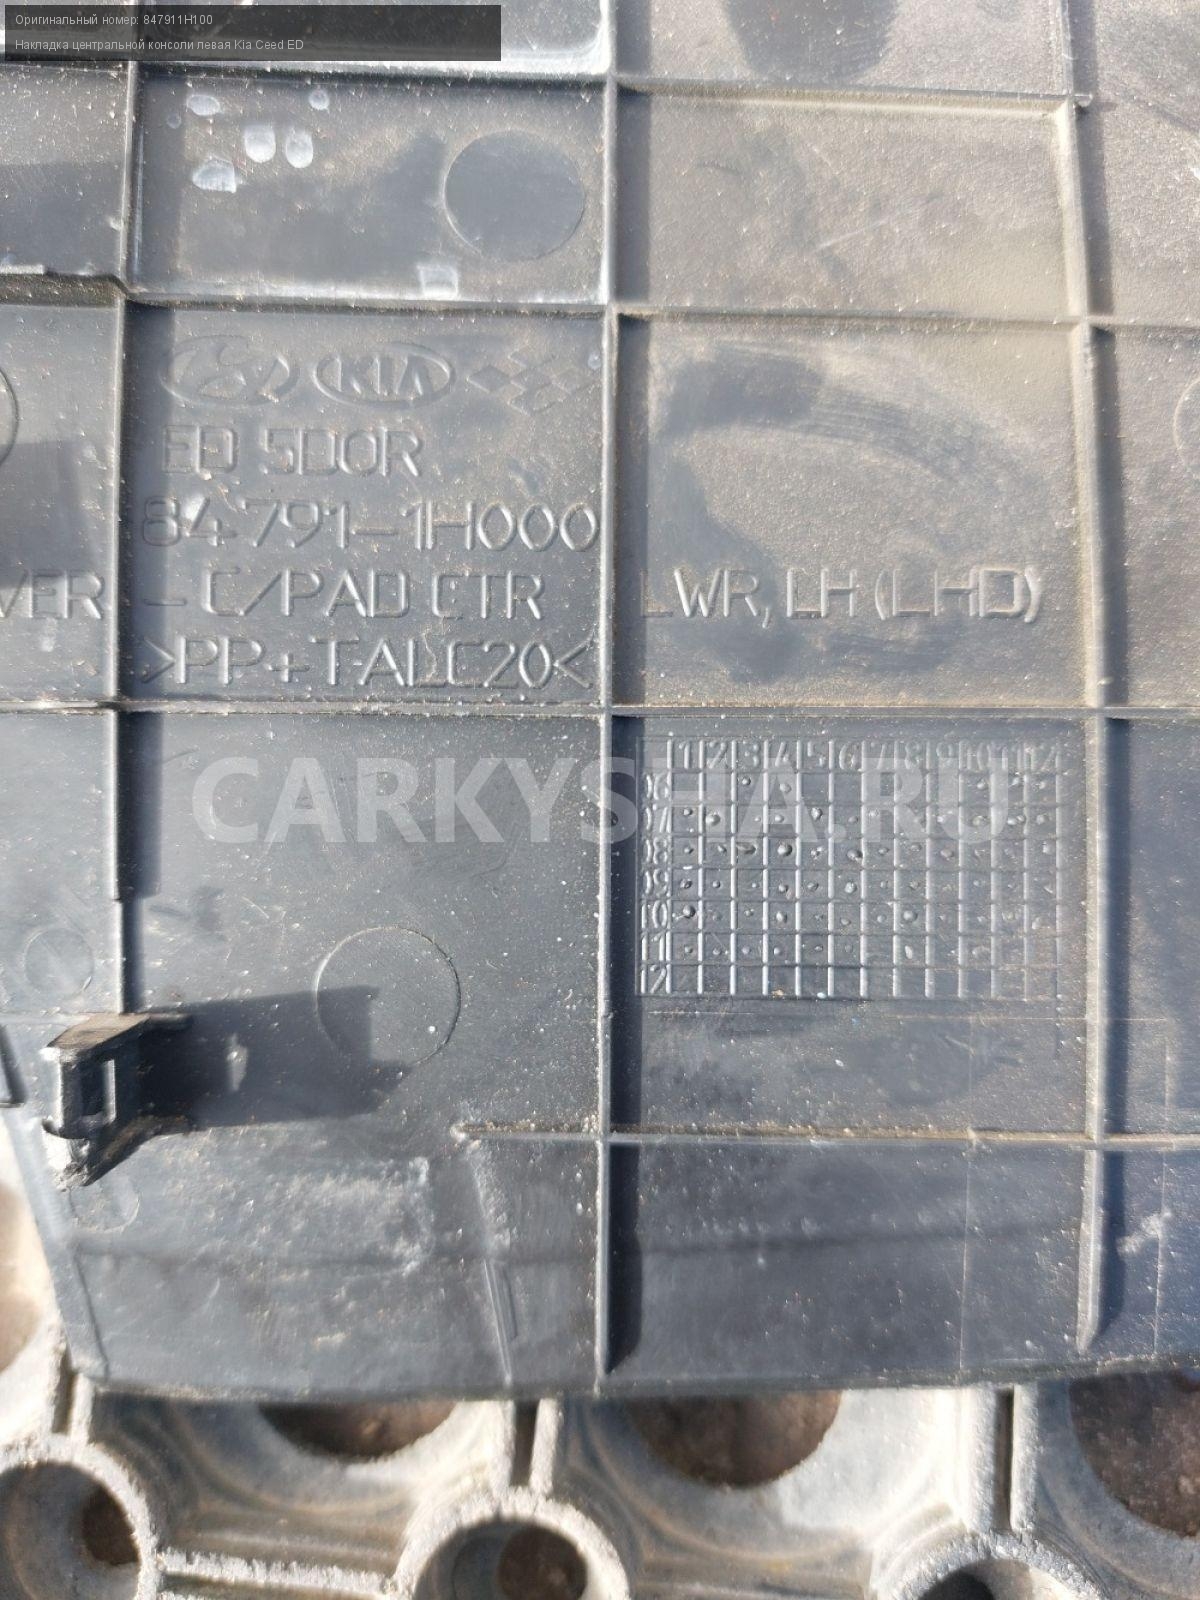 Оригинальный номер: 847911H100
Накладка центральной консоли левая Kia Ceed ED
KIA
ED 5DOR
84791-1H000
VER - C/PAD CTR LWR, LH (LHD)
>PP+TALC20<
1 2 3 4 5 6 7 8 9 10 11 12
06
07
08
09
10
11
12
CARKYSHA.RU